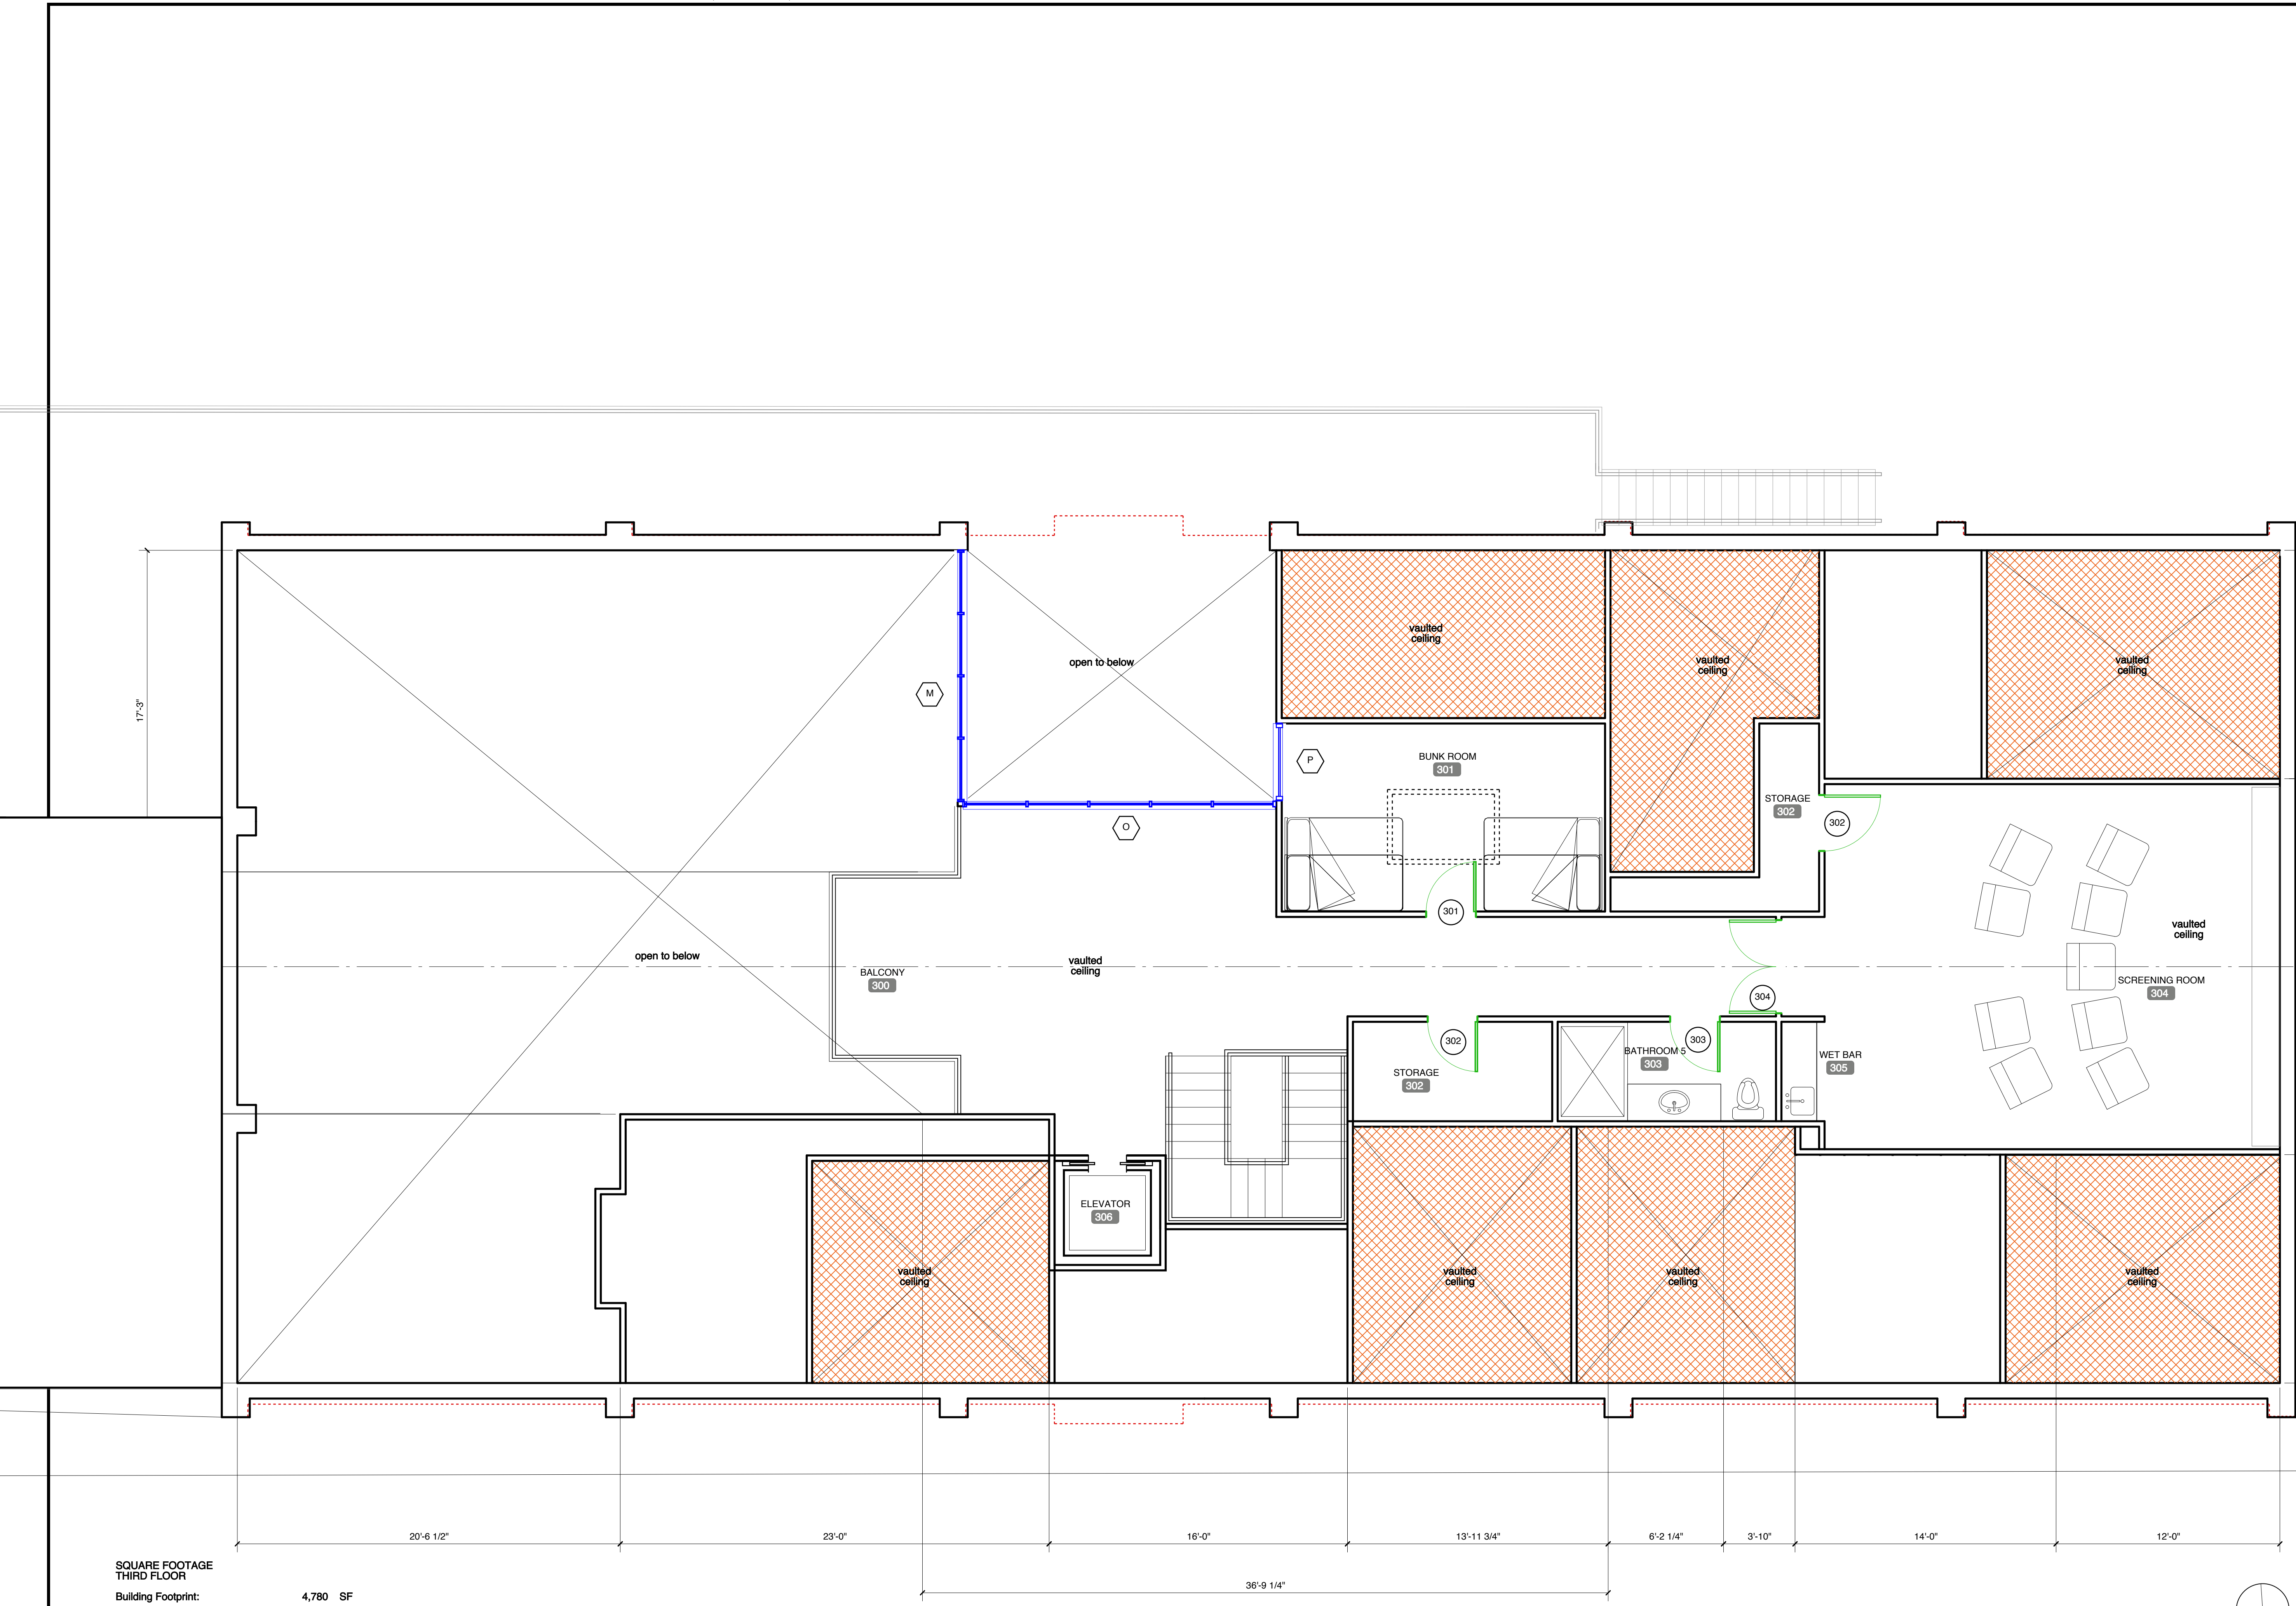 vaulted
ceiling
open to below
vaulted
ceiling
vaulted
ceiling
17'-3"
M
P
BUNK ROOM
301
STORAGE
302
302
O
301
vaulted
ceiling
open to below
vaulted
ceiling
BALCONY
300
SCREENING ROOM
304
304
302
303
BATHROOM 5
303
WET BAR
305
STORAGE
302
ELEVATOR
306
vaulted
ceiling
vaulted
ceiling
vaulted
ceiling
vaulted
ceiling
20'-6 1/2"
23'-0"
16'-0"
13'-11 3/4"
6'-2 1/4"
3'-10"
14'-0"
12'-0"
36'-9 1/4"
SQUARE FOOTAGE
THIRD FLOOR
Building Footprint: 4,780 SF